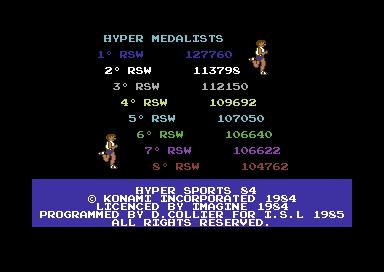 HYPER MEDALISTS
1° RSW 127760
2° RSW 113798
3° RSW 112150
4° RSW 109692
5° RSW 107050
6° RSW 106640
7° RSW 106622
8° RSW 104762
HYPER SPORTS 84
© KONAMI INCORPORATED 1984
LICENCED BY IMAGINE 1984
PROGRAMMED BY D.COLLIER FOR I.S.L 1985
ALL RIGHTS RESERVED.